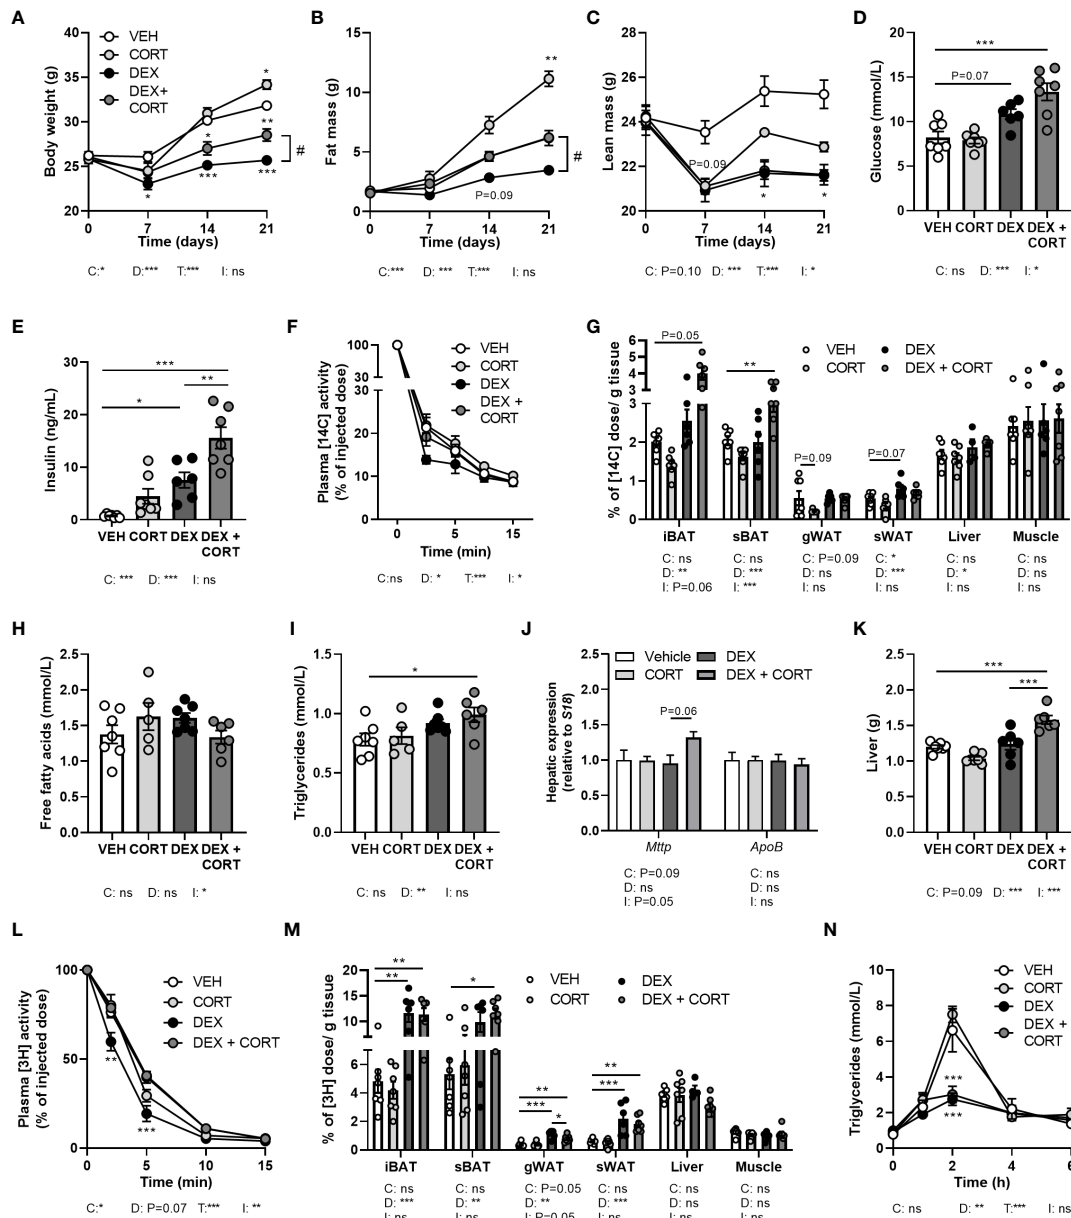 A
Body weight (g)
40
35
30
25
20
VEH
CORT
DEX
DEX+
CORT
*
**
*
***
***
*
#
0 7 14 21
Time (days)
C:* D:*** T:*** I: ns
B
Fat mass (g)
15
10
5
0
**
#
P=0.09
0 7 14 21
Time (days)
C:*** D: *** T:*** I: ns
C
Lean mass (g)
28
26
24
22
20
P=0.09
* *
0 7 14 21
Time (days)
C: P=0.10 D: *** T:*** I: *
D
Glucose (mmol/L)
20
15
10
5
0
***
P=0.07
VEH CORT DEX DEX +
CORT
C: ns D: *** I: *
E
Insulin (ng/mL)
30
20
10
0
***
**
*
VEH CORT DEX DEX +
CORT
C: *** D: *** I: ns
F
Plasma [14C] activity
(% of injected dose)
100
30
30
20
10
0
VEH
CORT
DEX
DEX +
CORT
0 5 15
Time (min)
C:ns D: * T:*** I: *
G
% of [14C] dose/ g tissue
6
5
4
3
3
2
1
0
P=0.05
**
P=0.09
P=0.07
VEH DEX
CORT DEX + CORT
iBAT sBAT gWAT sWAT Liver Muscle
C: ns C: ns C: P=0.09 C: * C: ns C: ns
D: ** D: *** D: ns D: *** D: * D: ns
I: P=0.06 I: *** I: ns I: ns I: ns I: ns
H
Free fatty acids (mmol/L)
2.5
2.0
1.5
1.0
0.5
0.0
VEH CORT DEX DEX +
CORT
C: ns D: ns I: *
I
Triglycerides (mmol/L)
1.5
1.0
0.5
0.0
*
VEH CORT DEX DEX +
CORT
C: ns D: ** I: ns
J
Hepatic expression
(relative to S18)
2.5
2.0
1.5
1.0
0.5
0.0
Vehicle DEX
CORT DEX + CORT
P=0.06
Mttp ApoB
C: P=0.09 C: ns
D: ns D: ns
I: P=0.05 I: ns
K
Liver (g)
2.5
2.0
1.5
1.0
0.5
0.0
***
***
VEH CORT DEX DEX +
CORT
C: P=0.09 D: *** I: ***
L
Plasma [3H] activity
(% of injected dose)
100
50
0
VEH
CORT
DEX
DEX + CORT
**
***
0 5 10 15
Time (min)
C:* D: P=0.07 T:*** I: **
M
% of [3H] dose/ g tissue
20
15
10
6
4
2
0
**
**
*
**
***
*
**
***
VEH DEX
CORT DEX + CORT
iBAT sBAT gWAT sWAT Liver Muscle
C: ns C: ns C: P=0.05 C: ns C: ns C: ns
D: *** D: ** D: ** D: *** D: ns D: ns
I: ns I: ns I: P=0.05 I: ns I: ns I: ns
N
Triglycerides (mmol/L)
10
8
6
4
2
0
VEH
CORT
DEX
DEX +
CORT
***
***
0 2 4 6
Time (h)
C: ns D: ** T:*** I: ns